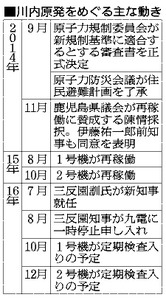 ■川内原発をめぐる主な動き
2014年
9月
原子力規制委員会が
新規制基準に適合す
るとする審査書を正
式決定
原子力防災会議が住
民避難計画を了承
11月
鹿児島県議会が再稼
働に賛成する陳情採
択。伊藤祐一郎前知
事も同意を表明
15年
8月
1号機が再稼働
10月
2号機が再稼働
16年
7月
三反園訓氏が新知事
就任
8月
三反園知事が九電に
一時停止申し入れ
10月
1号機が定期検査入
りの予定
12月
2号機が定期検査入
りの予定